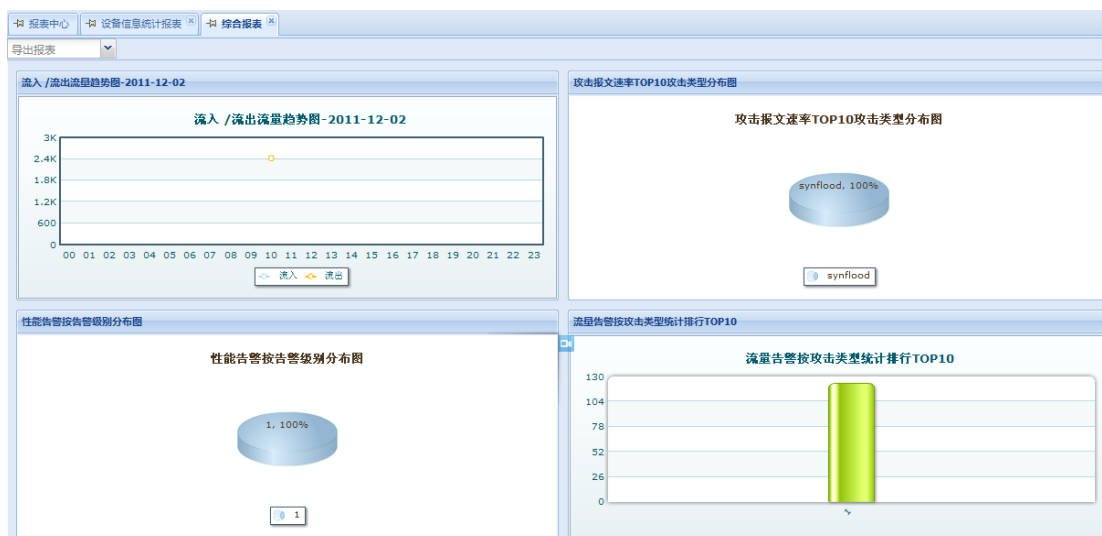 报表中心 设备信息统计报表 综合报表
导出报表
流入 /流出流量趋势图-2011-12-02
流入 /流出流量趋势图-2011-12-02
3K
2.4K
1.8K
1.2K
600
0
00 01 02 03 04 05 06 07 08 09 10 11 12 13 14 15 16 17 18 19 20 21 22 23
流入 流出
攻击报文速率TOP10攻击类型分布图
攻击报文速率TOP10攻击类型分布图
synflood, 100%
synflood
性能告警按告警级别分布图
性能告警按告警级别分布图
1, 100%
1
流量告警按攻击类型统计排行TOP10
流量告警按攻击类型统计排行TOP10
130
104
78
52
26
0
1